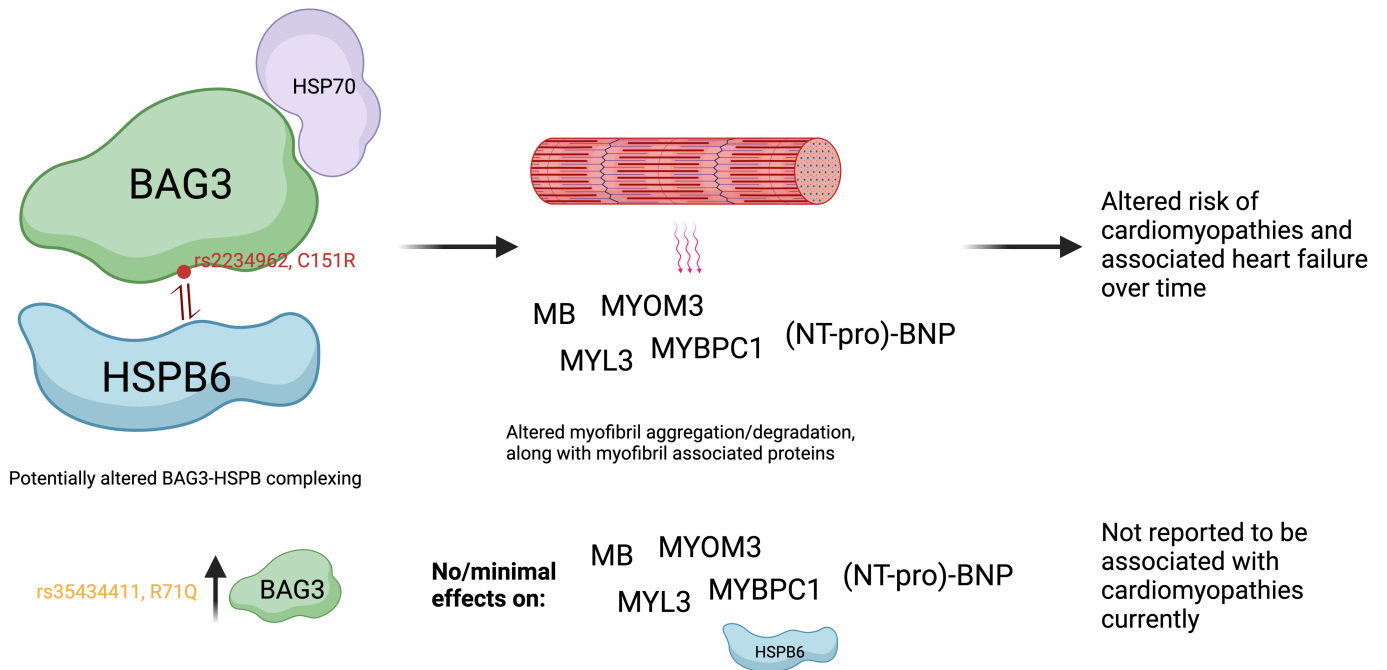 HSP70
BAG3
rs2234962, C151R
HSPB6
Potentially altered BAG3-HSPB complexing
MB
MYOM3
(NT-pro)-BNP
MYL3
MYBPC1
Altered myofibril aggregation/degradation,
along with myofibril associated proteins
Altered risk of
cardiomyopathies and
associated heart failure
over time
rs35434411, R71Q
BAG3
No/minimal
effects on:
MB
MYOM3
(NT-pro)-BNP
MYL3
MYBPC1
HSPB6
Not reported to be
associated with
cardiomyopathies
currently